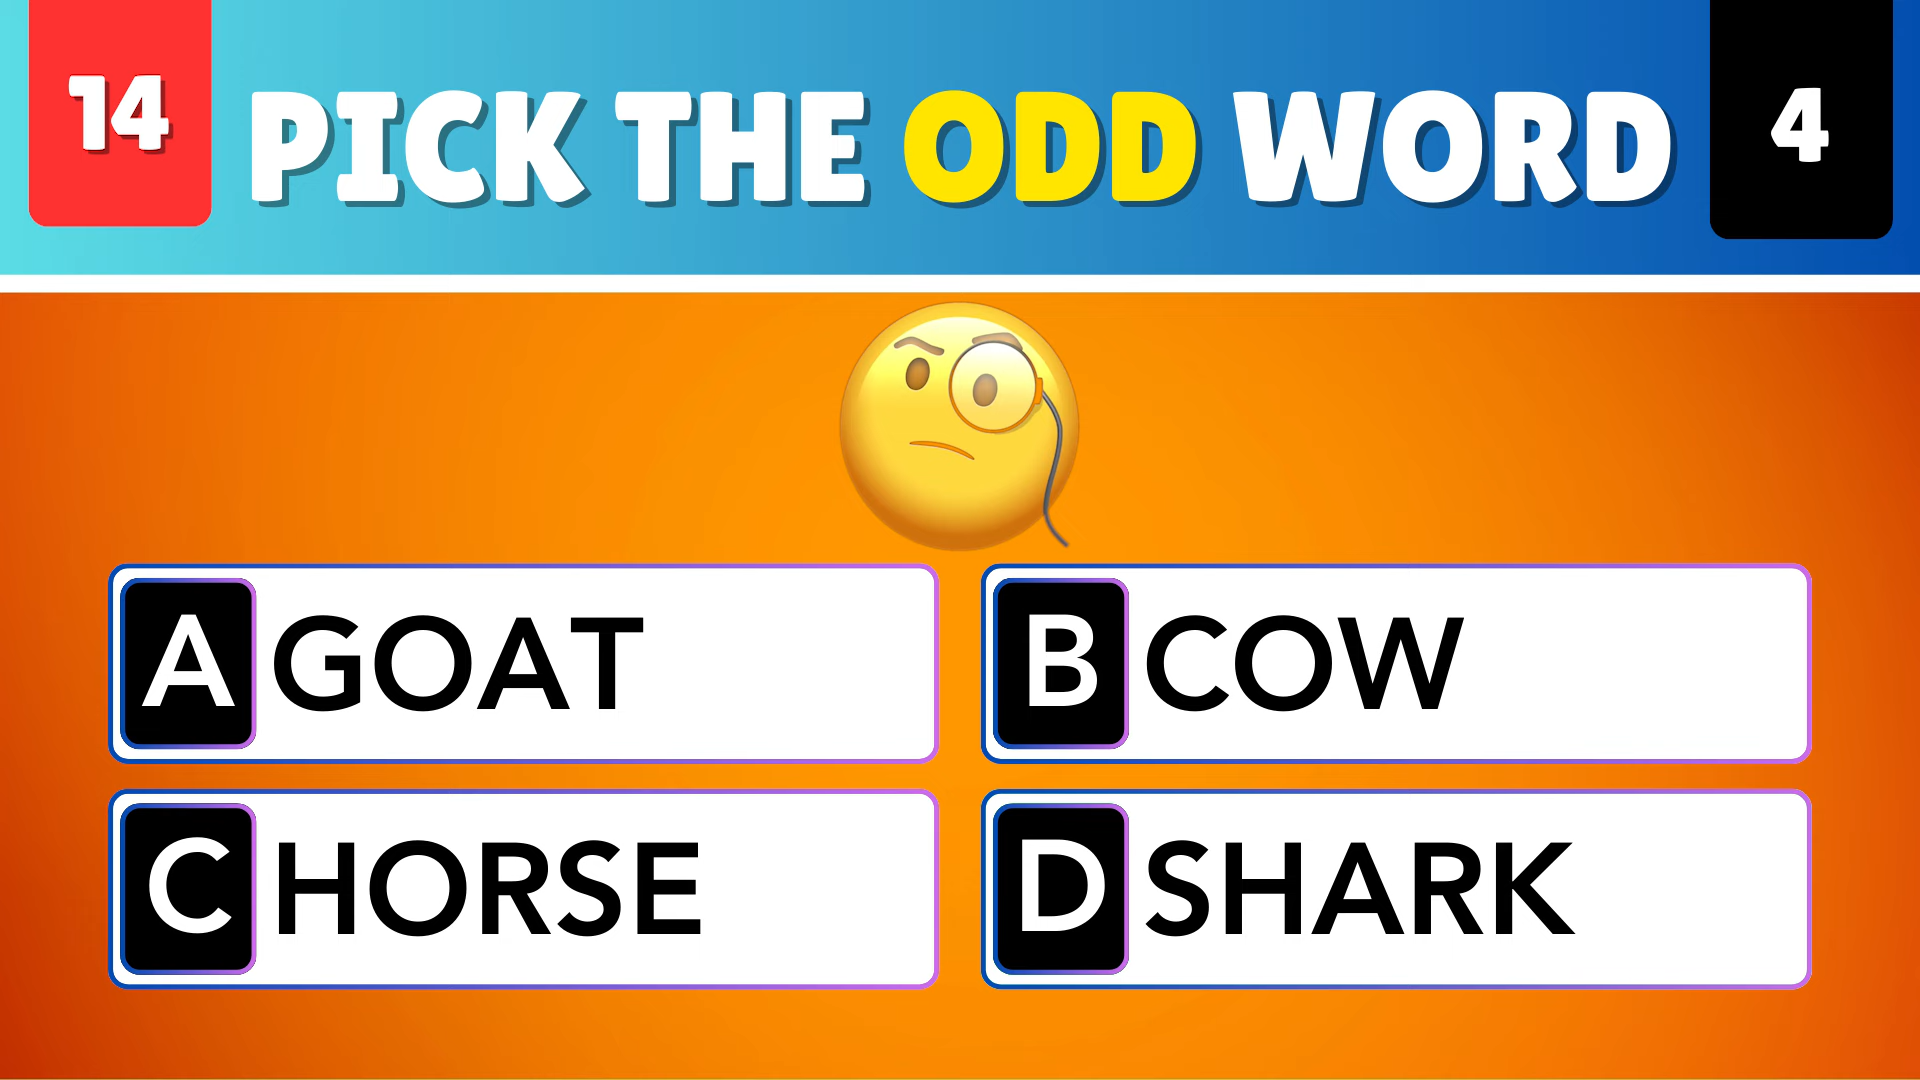 14
PICK THE ODD WORD
4
A GOAT
B COW
C HORSE
D SHARK